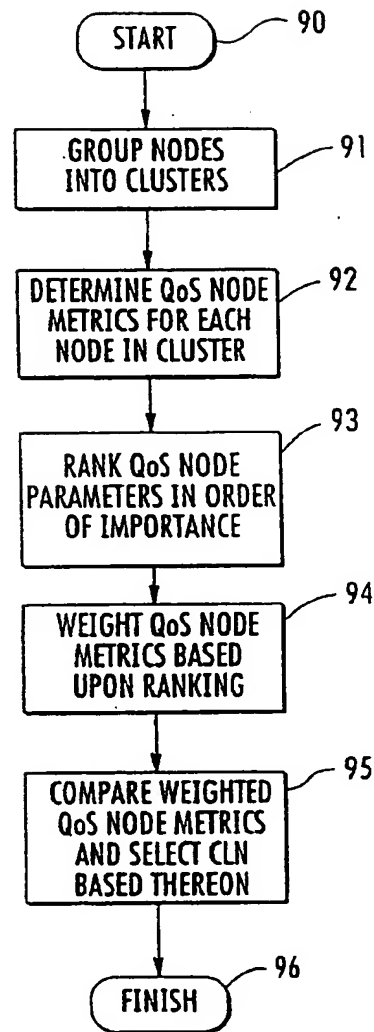 START
90
GROUP NODES
INTO CLUSTERS
91
DETERMINE QoS NODE
METRICS FOR EACH
NODE IN CLUSTER
92
RANK QoS NODE
PARAMETERS IN ORDER
OF IMPORTANCE
93
WEIGHT QoS NODE
METRICS BASED
UPON RANKING
94
COMPARE WEIGHTED
QoS NODE METRICS
AND SELECT CLN
BASED THEREON
95
FINISH
96